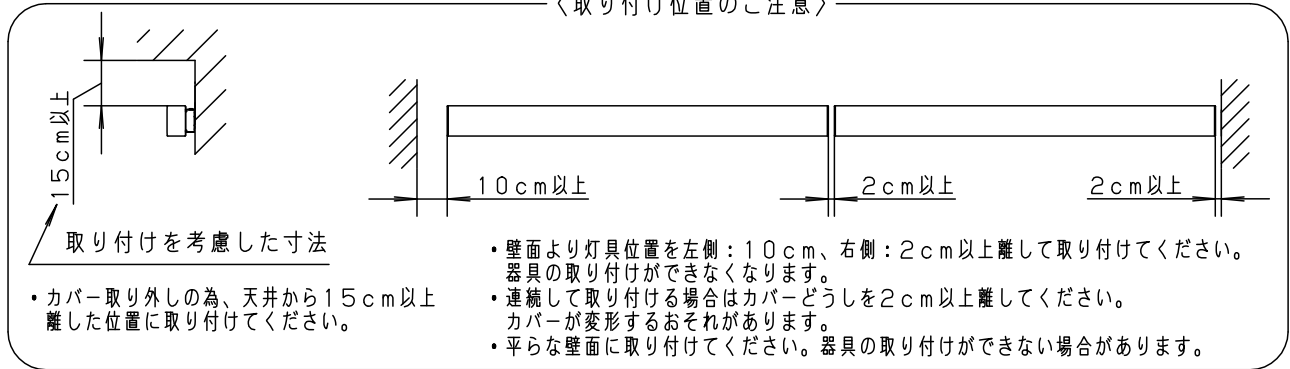 〈取り付け位置のご注意〉
15cm以上
取り付けを考慮した寸法
・カバー取り外しの為、天井から15cm以上
離した位置に取り付けてください。
10cm以上
2cm以上
2cm以上
・壁面より灯具位置を左側：10cm、右側：2cm以上離して取り付けてください。
器具の取り付けができなくなります。
・連続して取り付ける場合はカバーどうしを2cm以上離してください。
カバーが変形するおそれがあります。
・平らな壁面に取り付けてください。器具の取り付けができない場合があります。